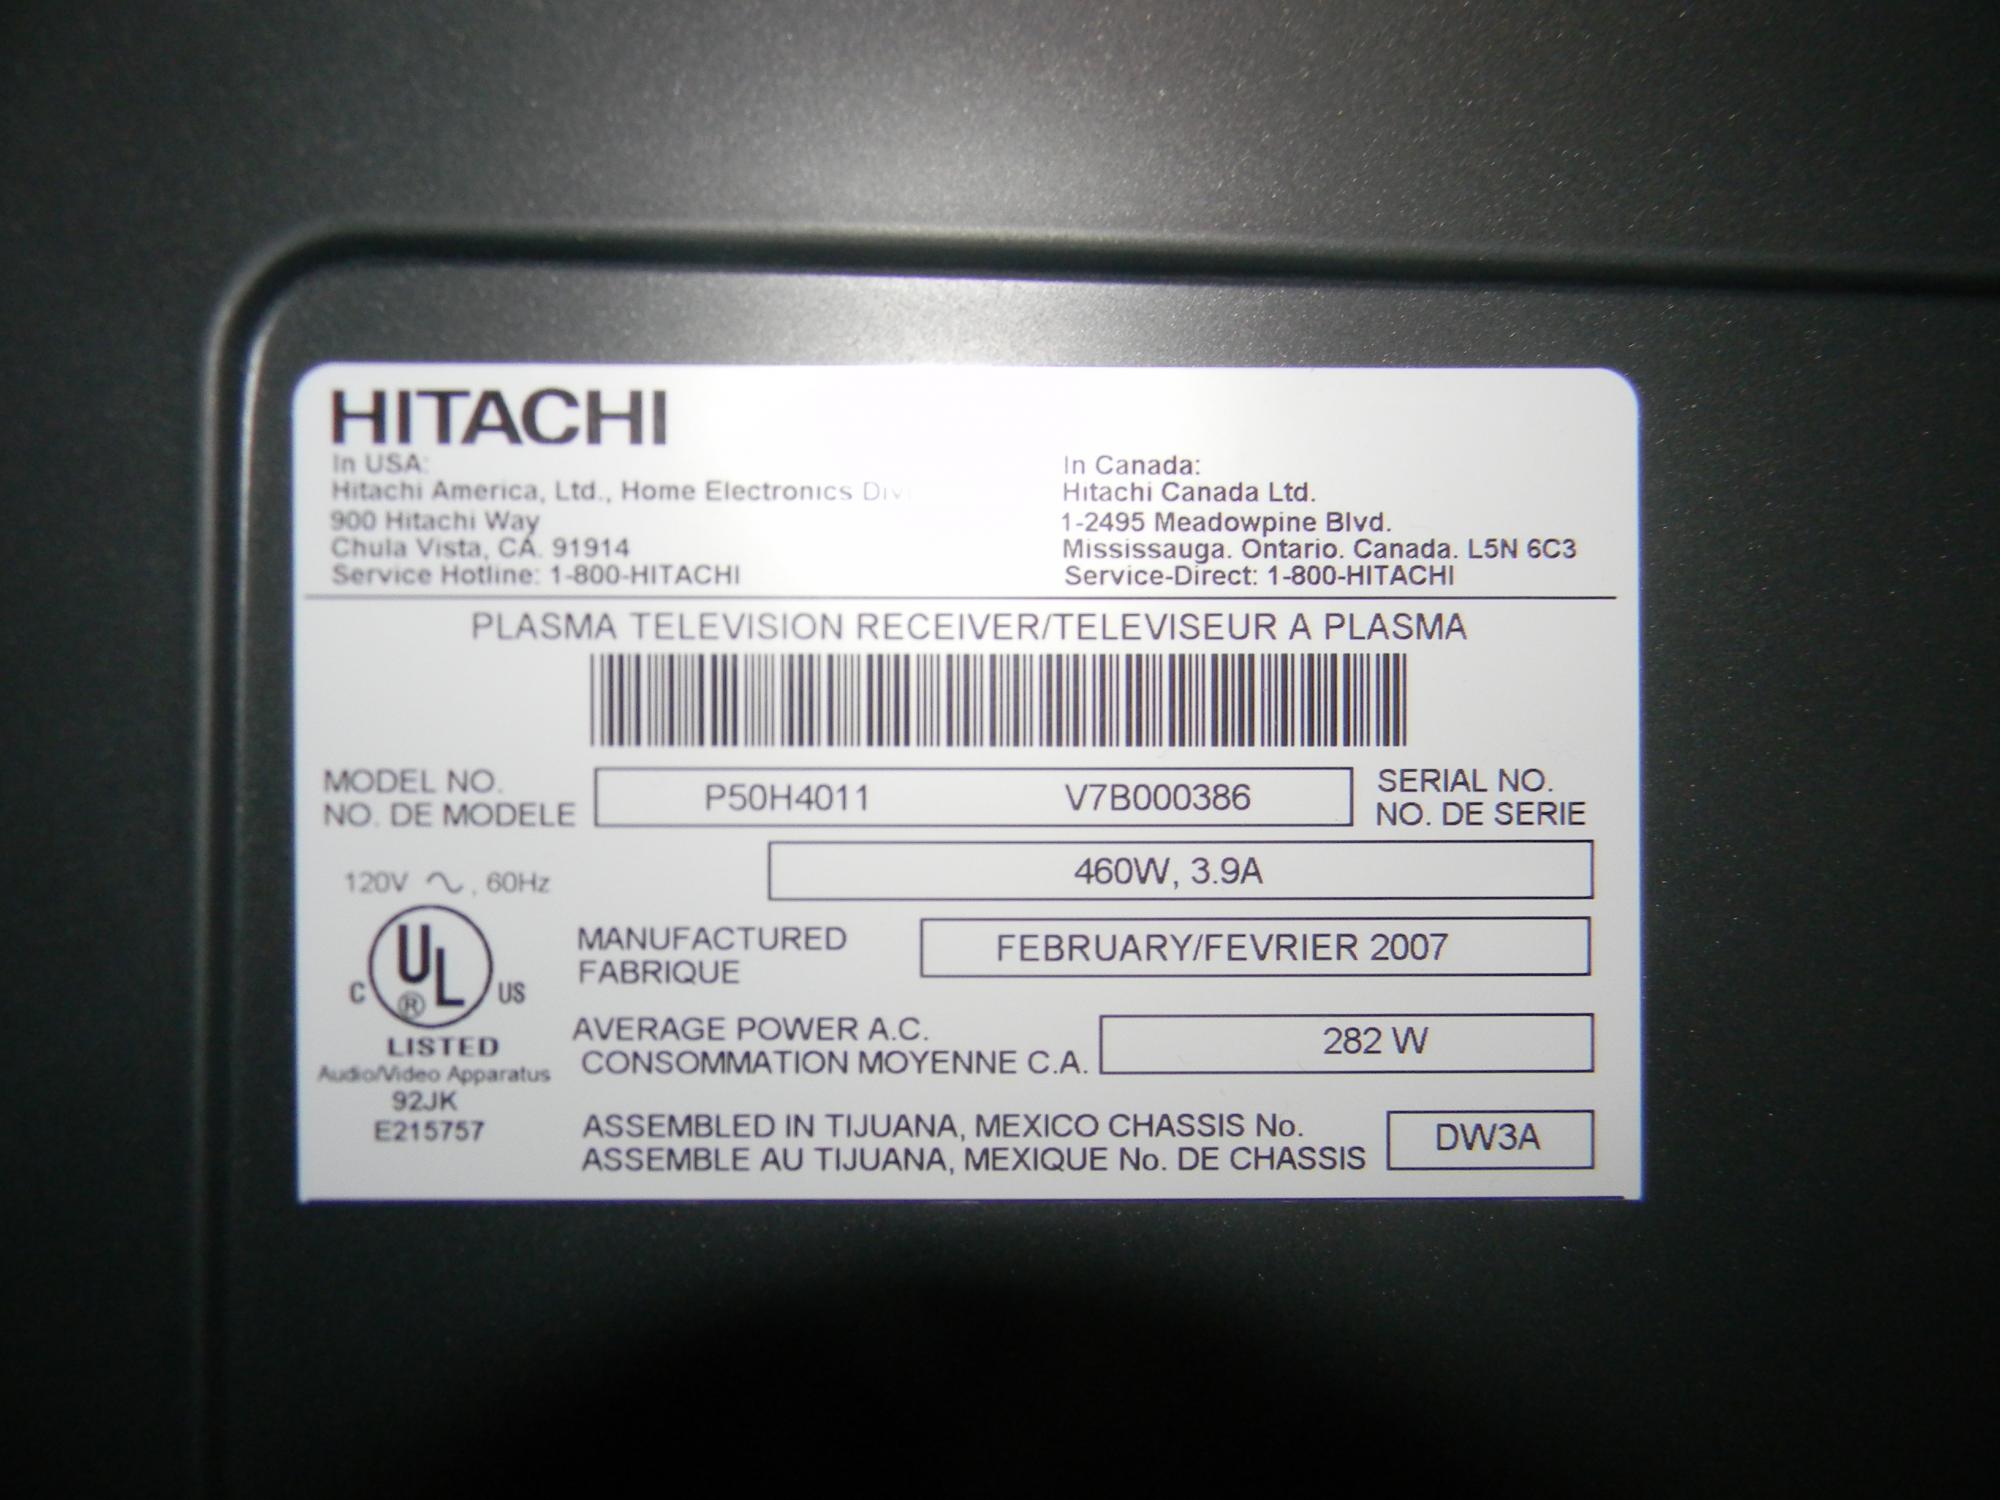 HITACHI
In USA:
Hitachi America, Ltd., Home Electronics
900 Hitachi Way
Chula Vista, CA. 91914
Service Hotline: 1-800-HITACHI
In Canada:
Hitachi Canada Ltd.
1-2495 Meadowpine Blvd.
Mississauga. Ontario. Canada. L5N 6C3
Service-Direct: 1-800-HITACHI
PLASMA TELEVISION RECEIVER/TELEVISEUR A PLASMA
MODEL NO.
NO. DE MODELE
P50H4011 V7B000386
SERIAL NO.
NO. DE SERIE
120V ~, 60Hz
460W, 3.9A
C UL ® US
LISTED
Audio/Video Apparatus
92JK
E215757
MANUFACTURED
FABRIQUE
FEBRUARY/FEVRIER 2007
AVERAGE POWER A.C.
CONSOMMATION MOYENNE C.A.
282 W
ASSEMBLED IN TIJUANA, MEXICO CHASSIS No.
ASSEMBLE AU TIJUANA, MEXIQUE No. DE CHASSIS
DW3A